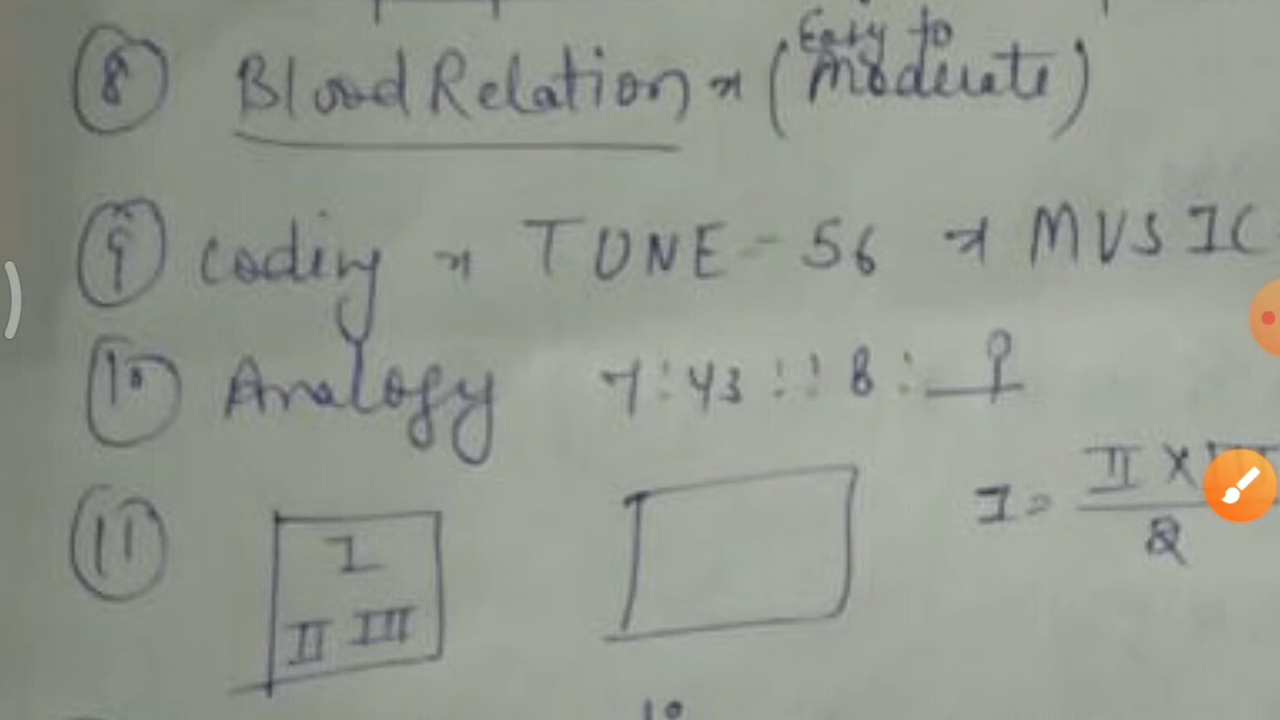 8 Blood Relation → (Easy to Moderate)
9 Coding → TUNE - 56 → MUSIC
10 Analogy 7:43 :: 8: ?
11 I II III I = II X
2
10